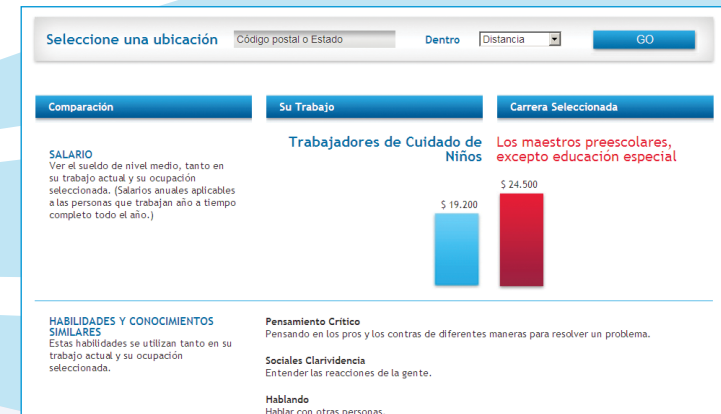 Seleccione una ubicación Código postal o Estado Dentro Distancia GO
Comparación Su Trabajo Carrera Seleccionada
SALARIO
Ver el sueldo de nivel medio, tanto en
su trabajo actual y su ocupación
seleccionada. (Salarios anuales aplicables
a las personas que trabajan año a tiempo
completo todo el año.)
Trabajadores de Cuidado de
Niños
Los maestros preescolares,
excepto educación especial
$ 19.200
$ 24.500
HABILIDADES Y CONOCIMIENTOS
SIMILARES
Estas habilidades se utilizan tanto en su
trabajo actual y su ocupación
seleccionada.
Pensamiento Crítico
Pensando en los pros y los contras de diferentes maneras para resolver un problema.
Sociales Clarividencia
Entender las reacciones de la gente.
Hablando
Hablar con otras personas.